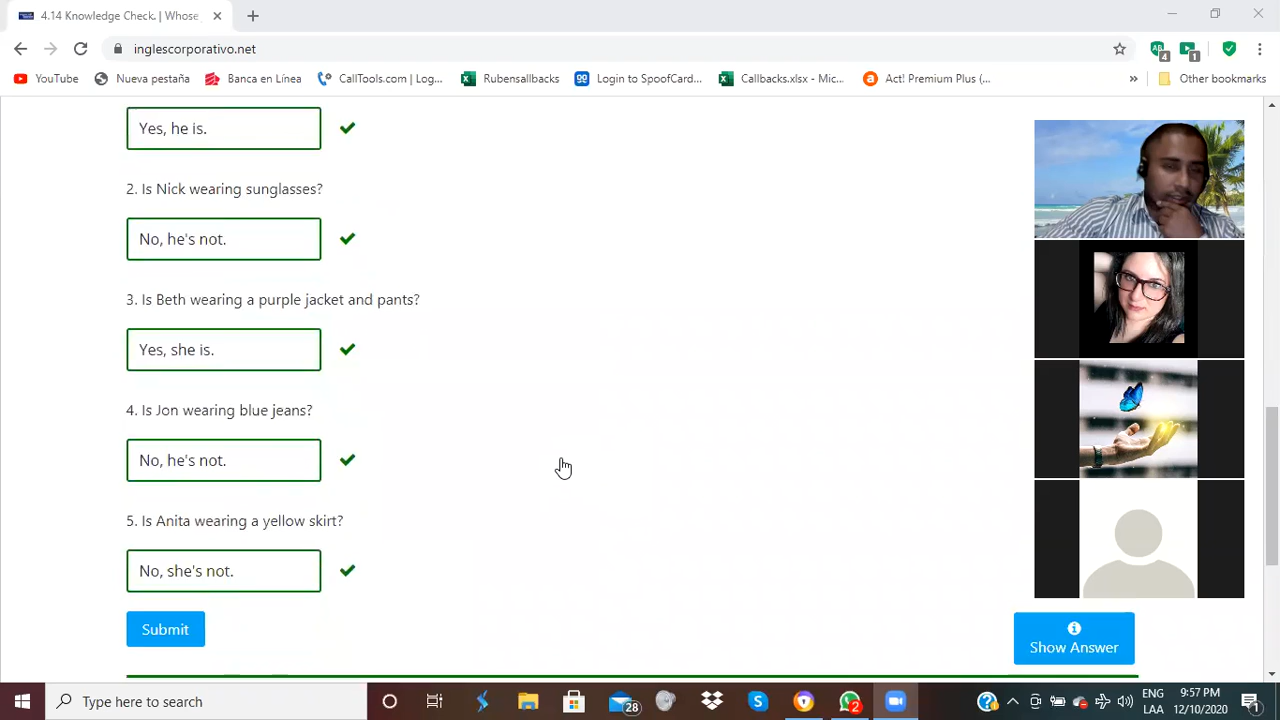 4.14 Knowledge Check. | Whose
inglescorporativo.net
4
1
YouTube Nueva pestaña Banca en Línea CallTools.com | Log... Rubensallbacks Login to SpoofCard... Callbacks.xlsx - Mic... Act! Premium Plus (... » Other bookmarks
Yes, he is.
2. Is Nick wearing sunglasses?
No, he's not.
3. Is Beth wearing a purple jacket and pants?
Yes, she is.
4. Is Jon wearing blue jeans?
No, he's not.
5. Is Anita wearing a yellow skirt?
No, she's not.
Submit
Show Answer
Type here to search
28
2
ENG
LAA
9:57 PM
12/10/2020
1